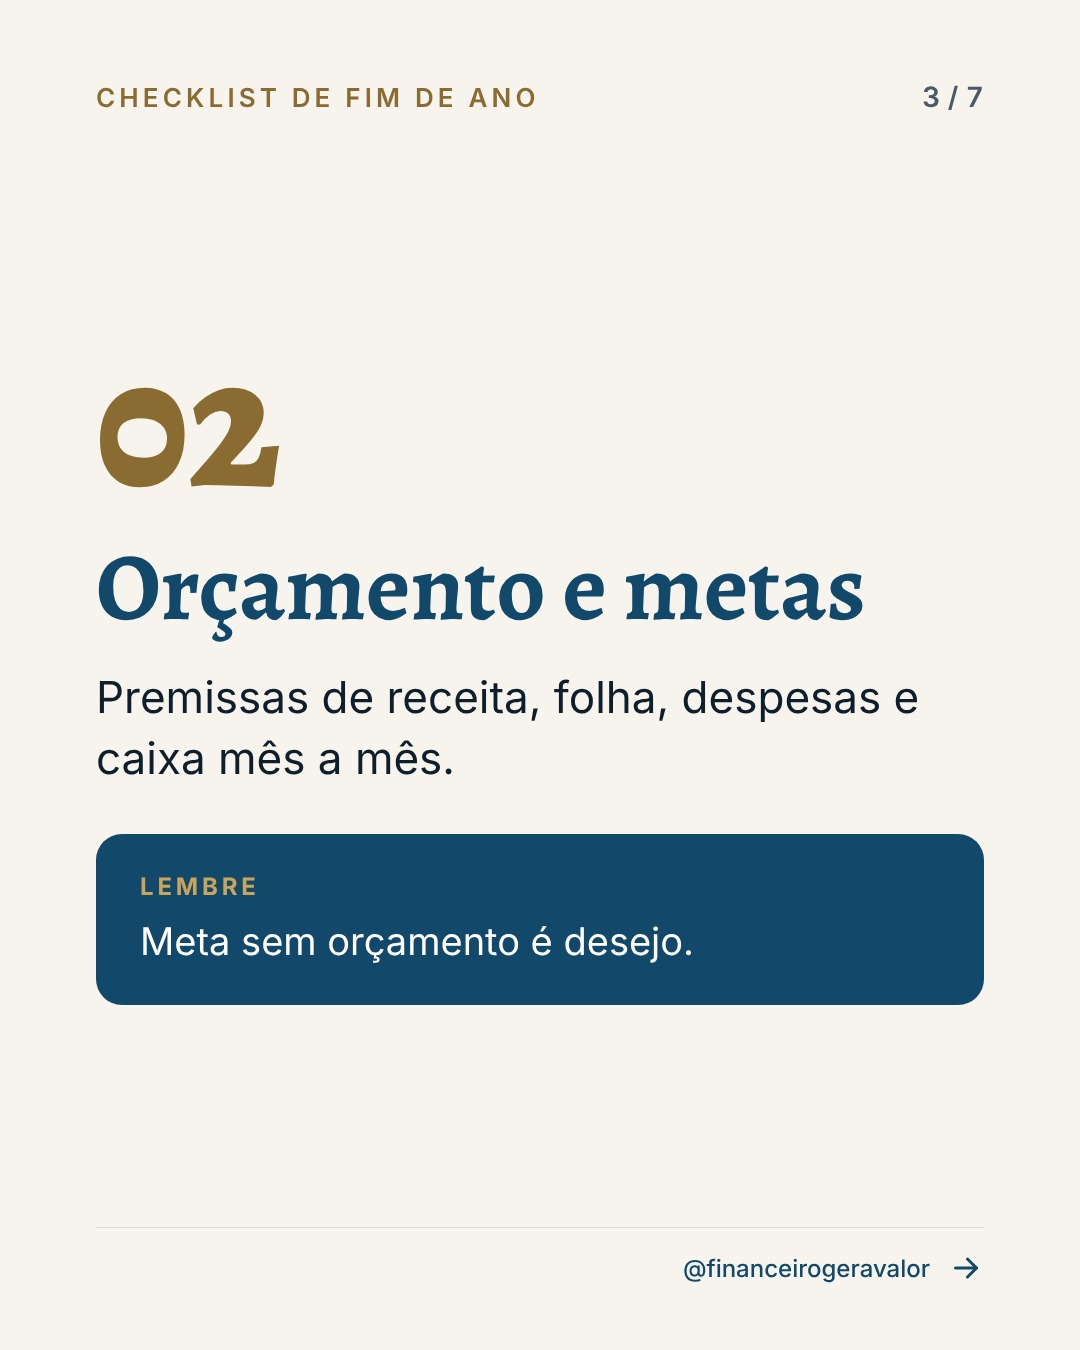 CHECKLIST DE FIM DE ANO
3 / 7
02
Orçamento e metas
Premissas de receita, folha, despesas e
caixa mês a mês.
LEMBRE
Meta sem orçamento é desejo.
@financeirogeravalor